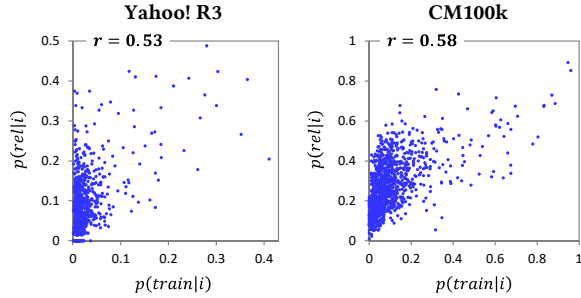 Yahoo! R3
r = 0.53
p(rel|i)
0.5
0.4
0.3
0.2
0.1
0
0 0.1 0.2 0.3 0.4
p(train|i)
CM100k
r = 0.58
p(rel|i)
1
0.8
0.6
0.4
0.2
0
0 0.2 0.4 0.6 0.8 1
p(train|i)